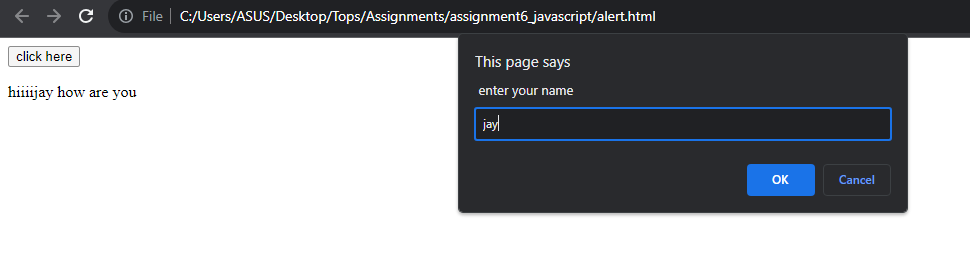 File C:/Users/ASUS/Desktop/Tops/Assignments/assignment6_javascript/alert.html
click here
hiiiijay how are you
This page says
enter your name
jay
OK Cancel